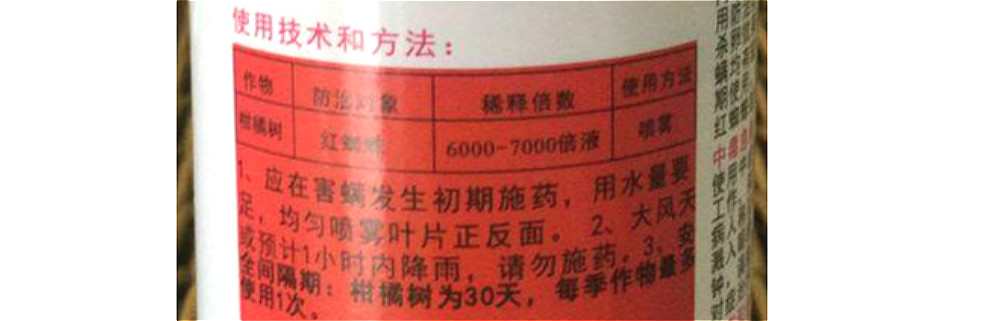 使用技术和方法：
作物 防治对象 稀释倍数 使用方法
柑橘树 红蜘蛛 6000-7000倍液 喷雾
1、应在害螨发生初期施药，用水量要
足，均匀喷雾叶片正反面。2、大风天
或预计1小时内降雨，请勿施药。3、安
全间隔期：柑橘树为30天，每季作物最多
使用1次。